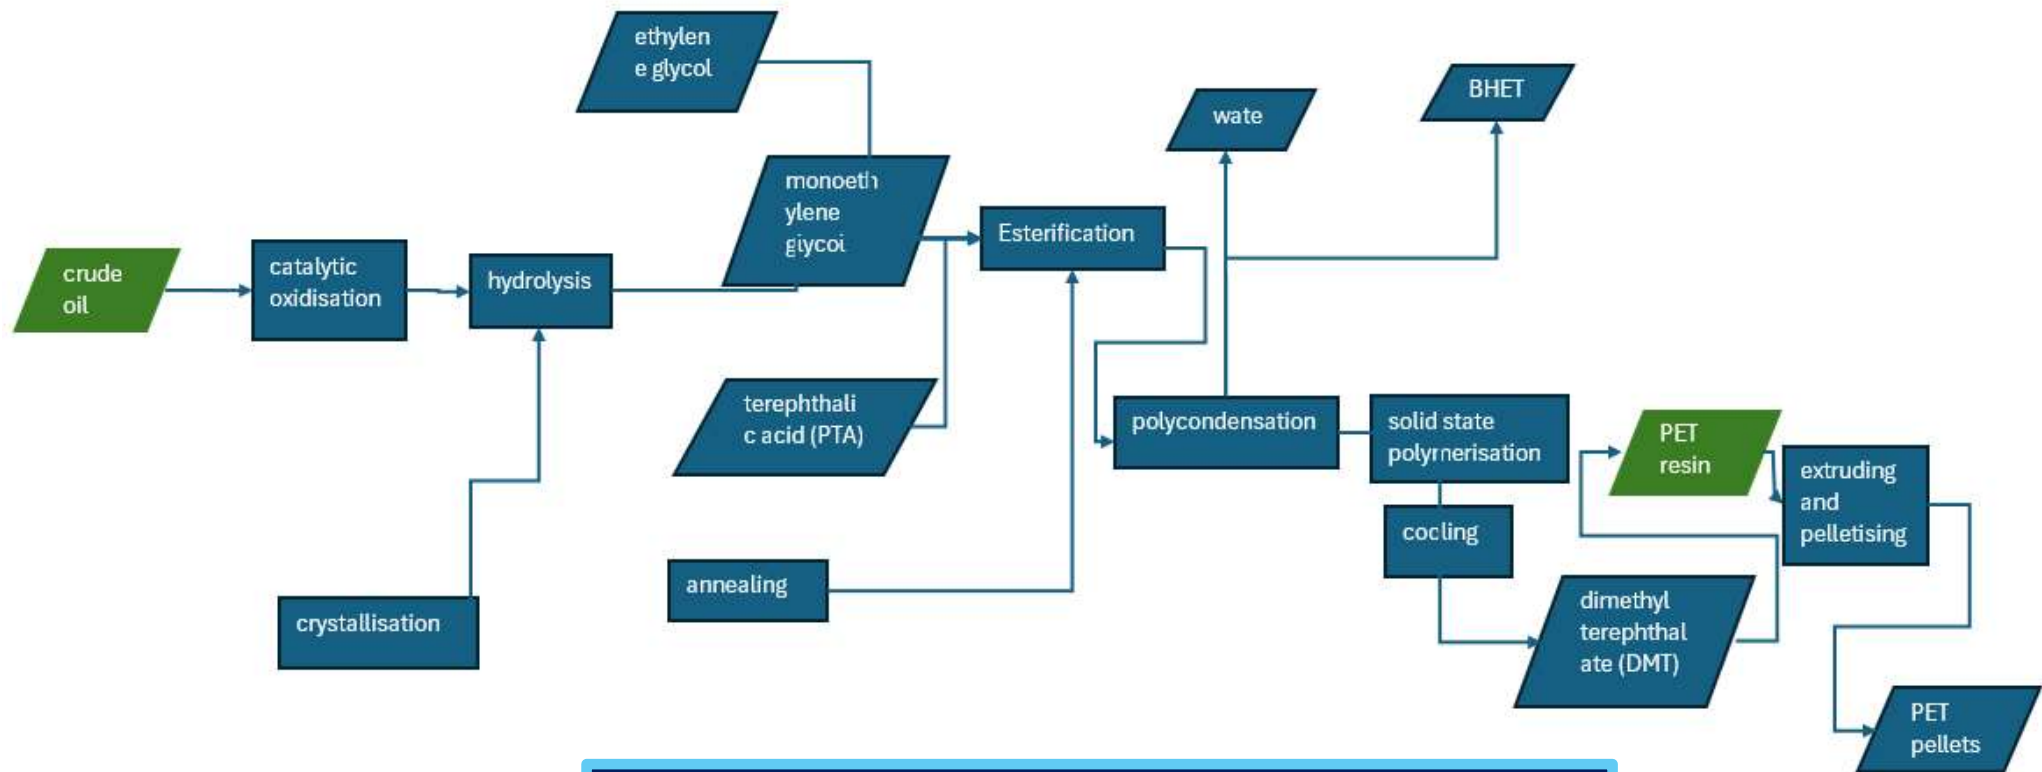 ethylen
e glycol
BHET
wate
monoeth
ylene
glycol
Esterification
crude
oil
catalytic
oxidisation
hydrolysis
terephthali
c acid (PTA)
polycondensation
solid state
polymerisation
PET
resin
extruding
and
pelletising
cocling
annealing
crystallisation
dimethyl
terephthal
ate (DMT)
PET
pellets